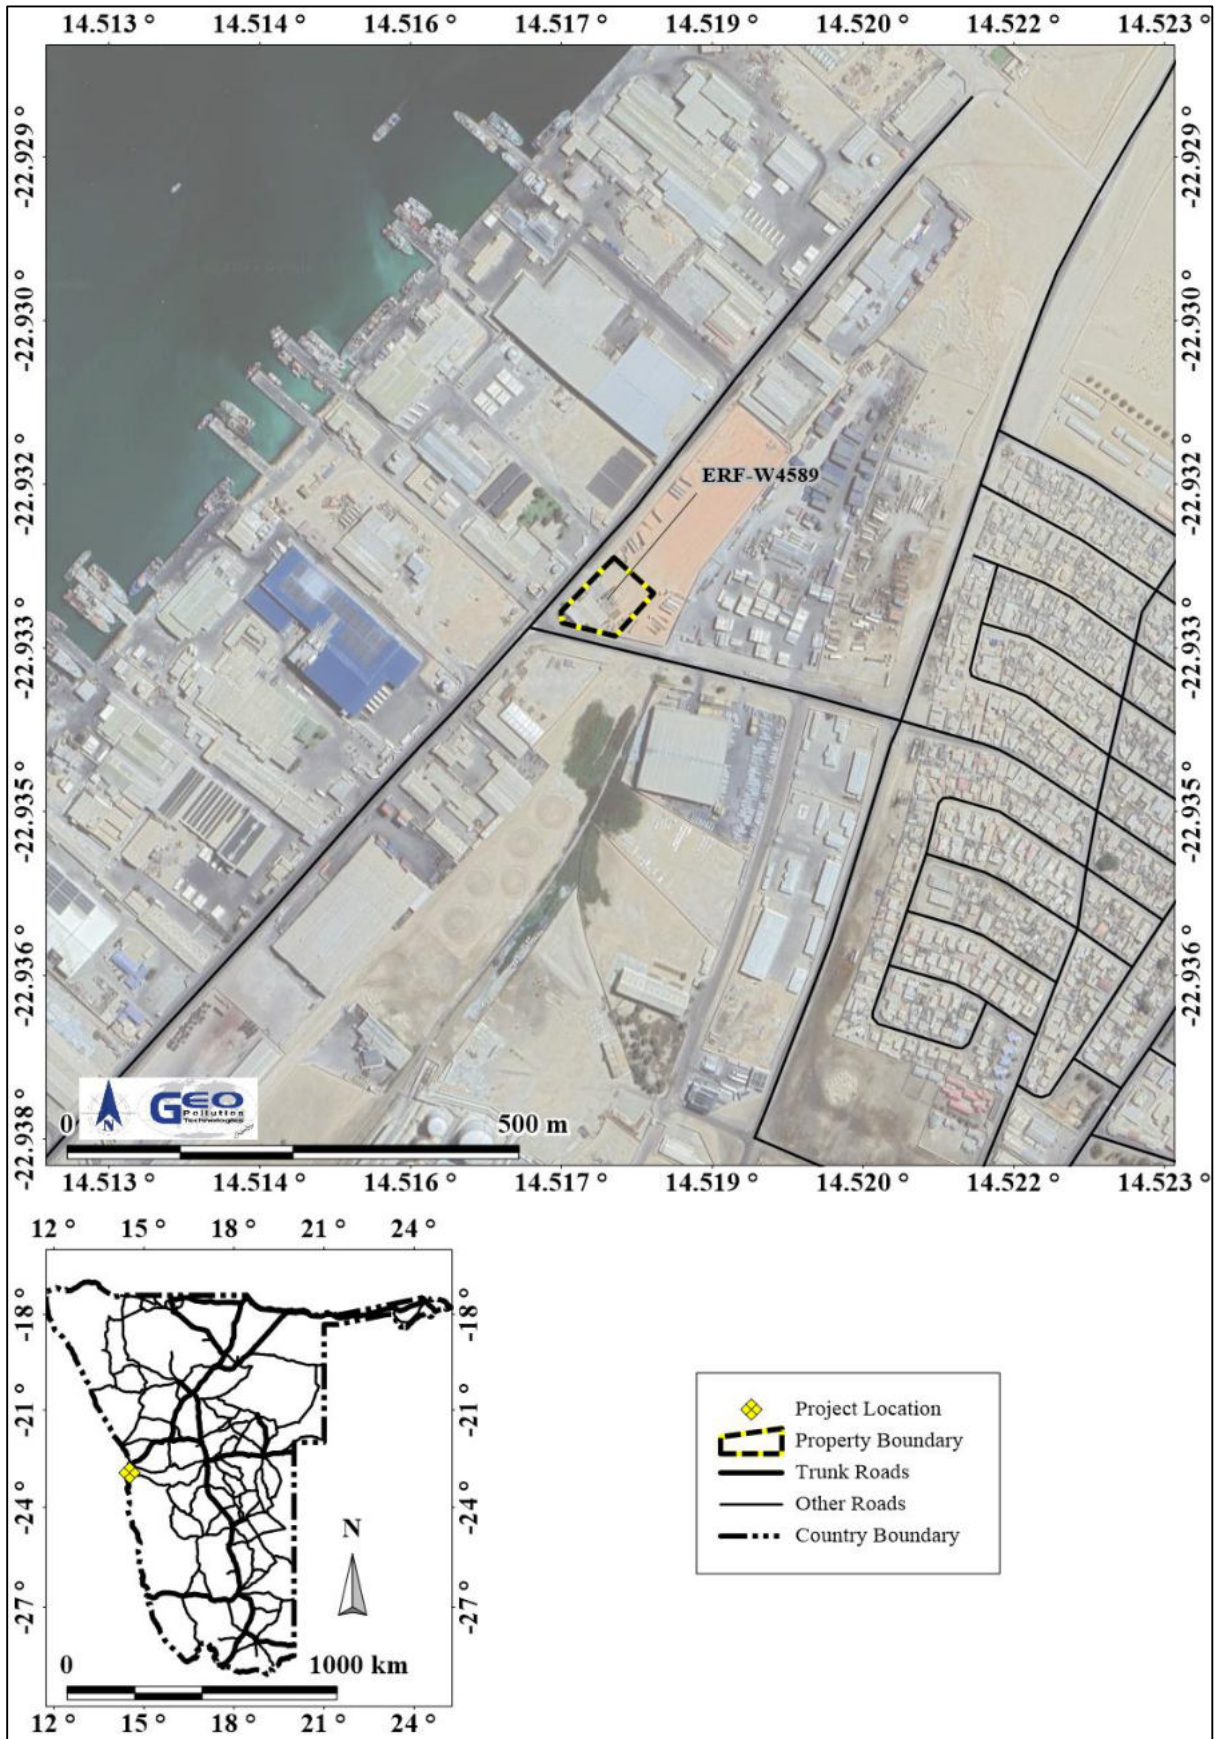 14.513 ° 14.514 ° 14.516 ° 14.517 ° 14.519 ° 14.520 ° 14.522 ° 14.523 °
-22.929 ° -22.929 °
-22.930 ° -22.930 °
ERF-W4589
-22.932 ° -22.932 °
-22.933 ° -22.933 °
-22.935 ° -22.935 °
-22.936 ° -22.936 °
N
GEO
Pollution
Technologies
-22.938 ° -22.938 °
0 500 m
14.513 ° 14.514 ° 14.516 ° 14.517 ° 14.519 ° 14.520 ° 14.522 ° 14.523 °
12 ° 15 ° 18 ° 21 ° 24 °
-18° -18°
-21° -21°
-24° -24°
-27° -27°
N
0 1000 km
12 ° 15 ° 18 ° 21 ° 24 °
Project Location
Property Boundary
Trunk Roads
Other Roads
Country Boundary